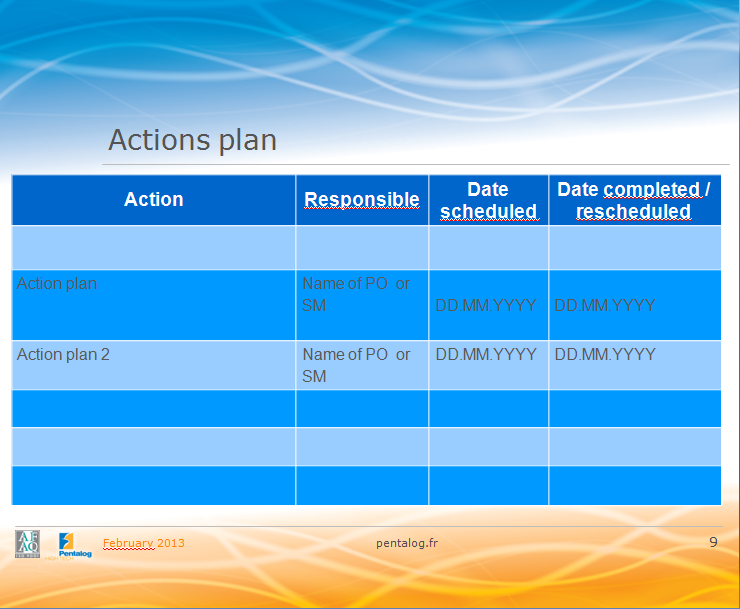 Actions plan
Action
Responsible
Date
scheduled
Date completed /
rescheduled
Action plan
Name of PO or
SM
DD.MM.YYYY
DD.MM.YYYY
Action plan 2
Name of PO or
SM
DD.MM.YYYY
DD.MM.YYYY
AFAQ
Pentalog
February 2013
pentalog.fr
9